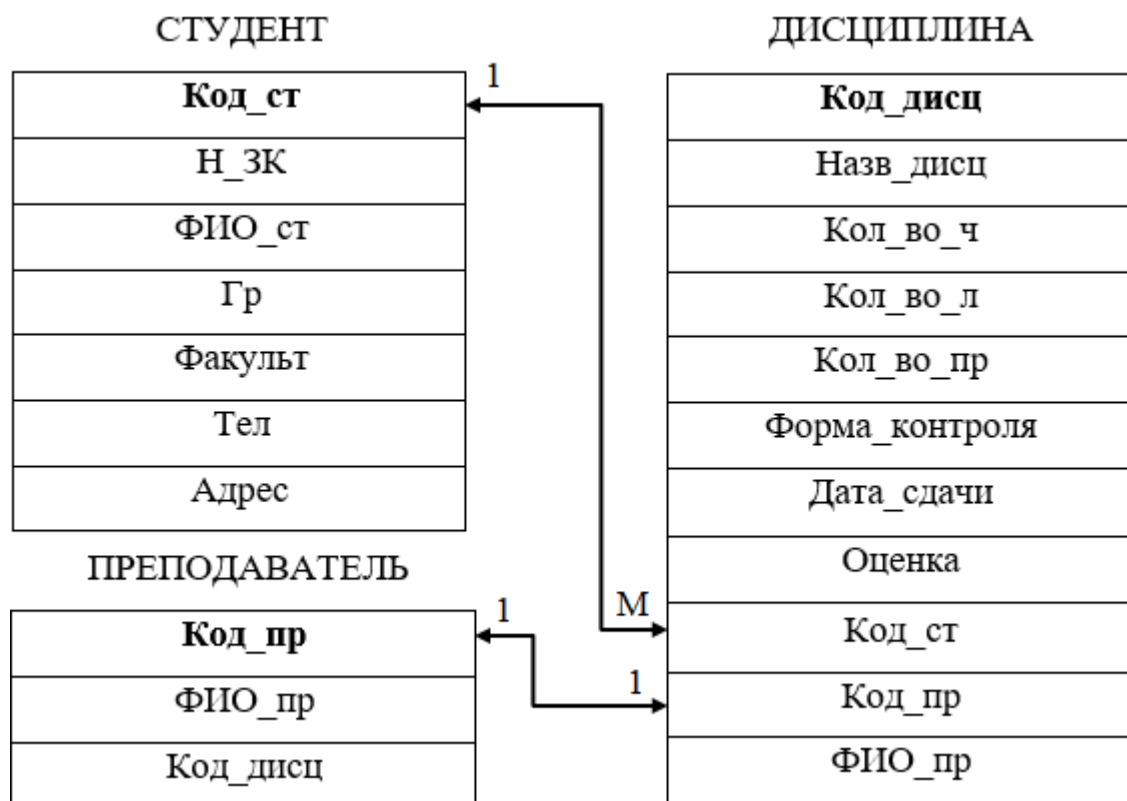 СТУДЕНТ
Код_ст
Н_ЗК
ФИО_ст
Гр
Факульт
Тел
Адрес
ПРЕПОДАВАТЕЛЬ
Код_пр
ФИО_пр
Код_дисц
1
М
1
1
ДИСЦИПЛИНА
Код_дисц
Назв_дисц
Кол_во_ч
Кол_во_л
Кол_во_пр
Форма_контроля
Дата_сдачи
Оценка
Код_ст
Код_пр
ФИО_пр